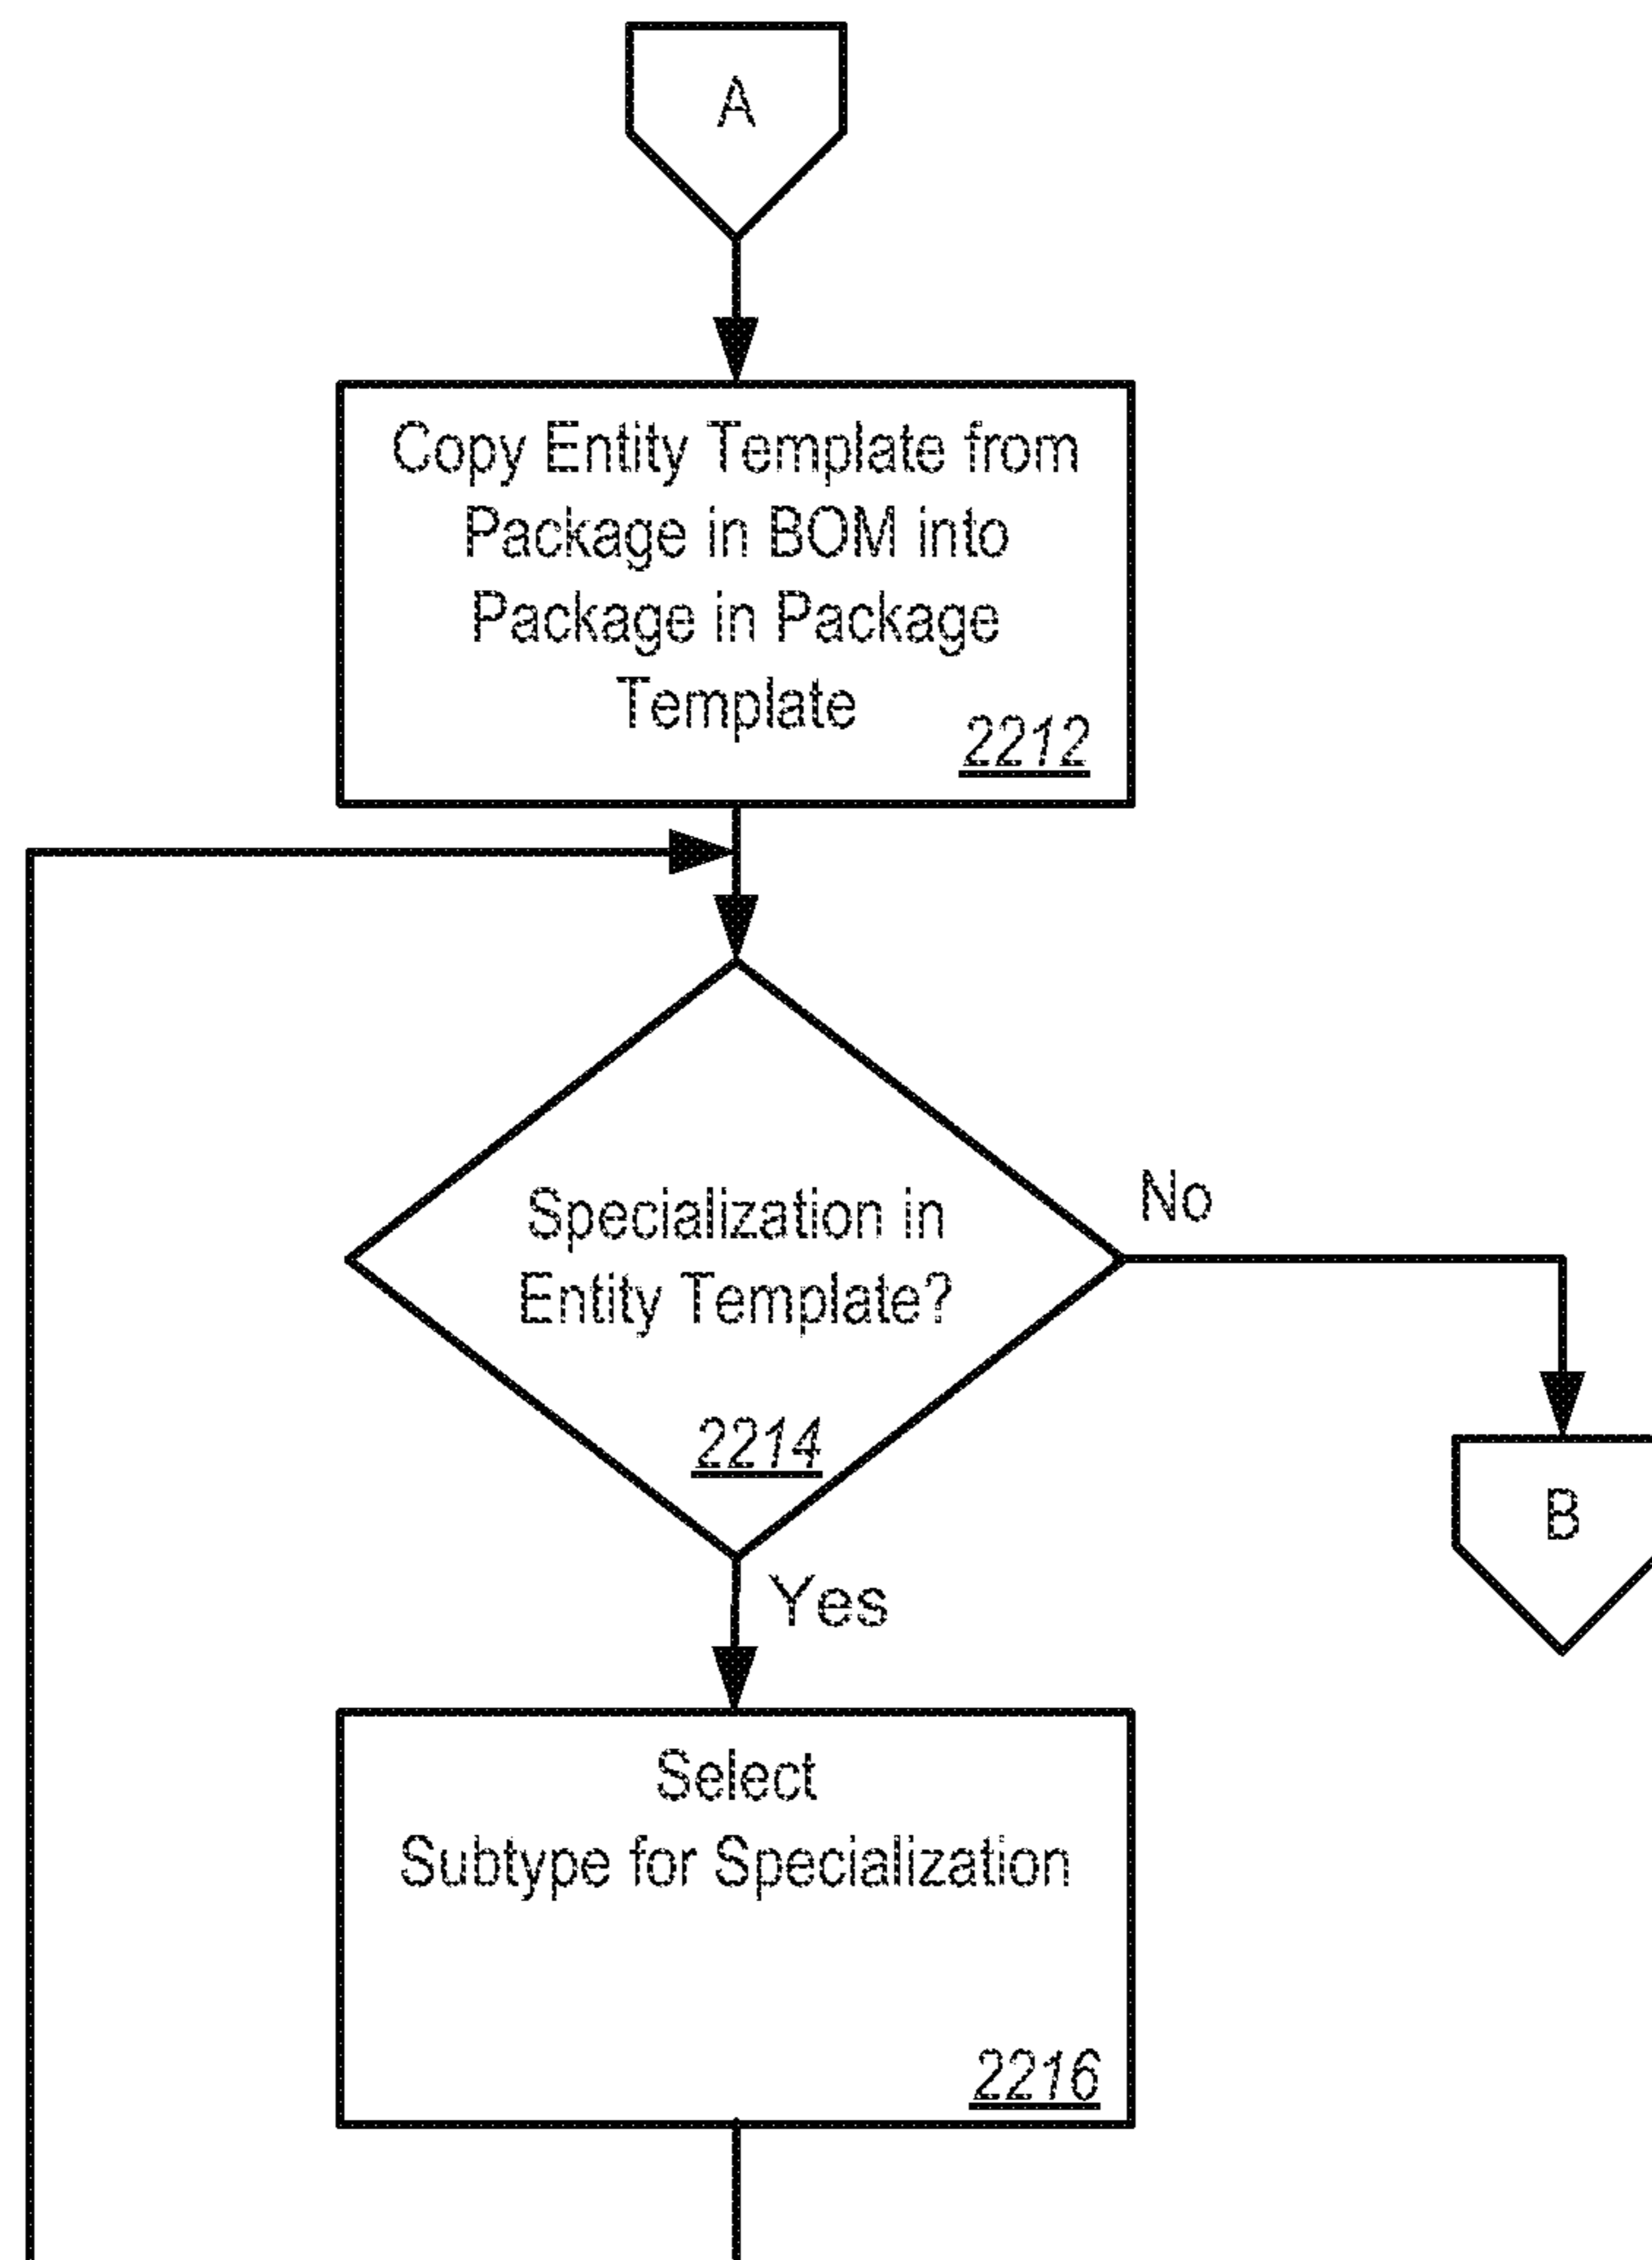 A
Copy Entity Template from
Package in BOM into
Package in Package
Template
2212
Specialization in
Entity Template?
2214
No
B
Yes
Select
Subtype for Specialization
2216